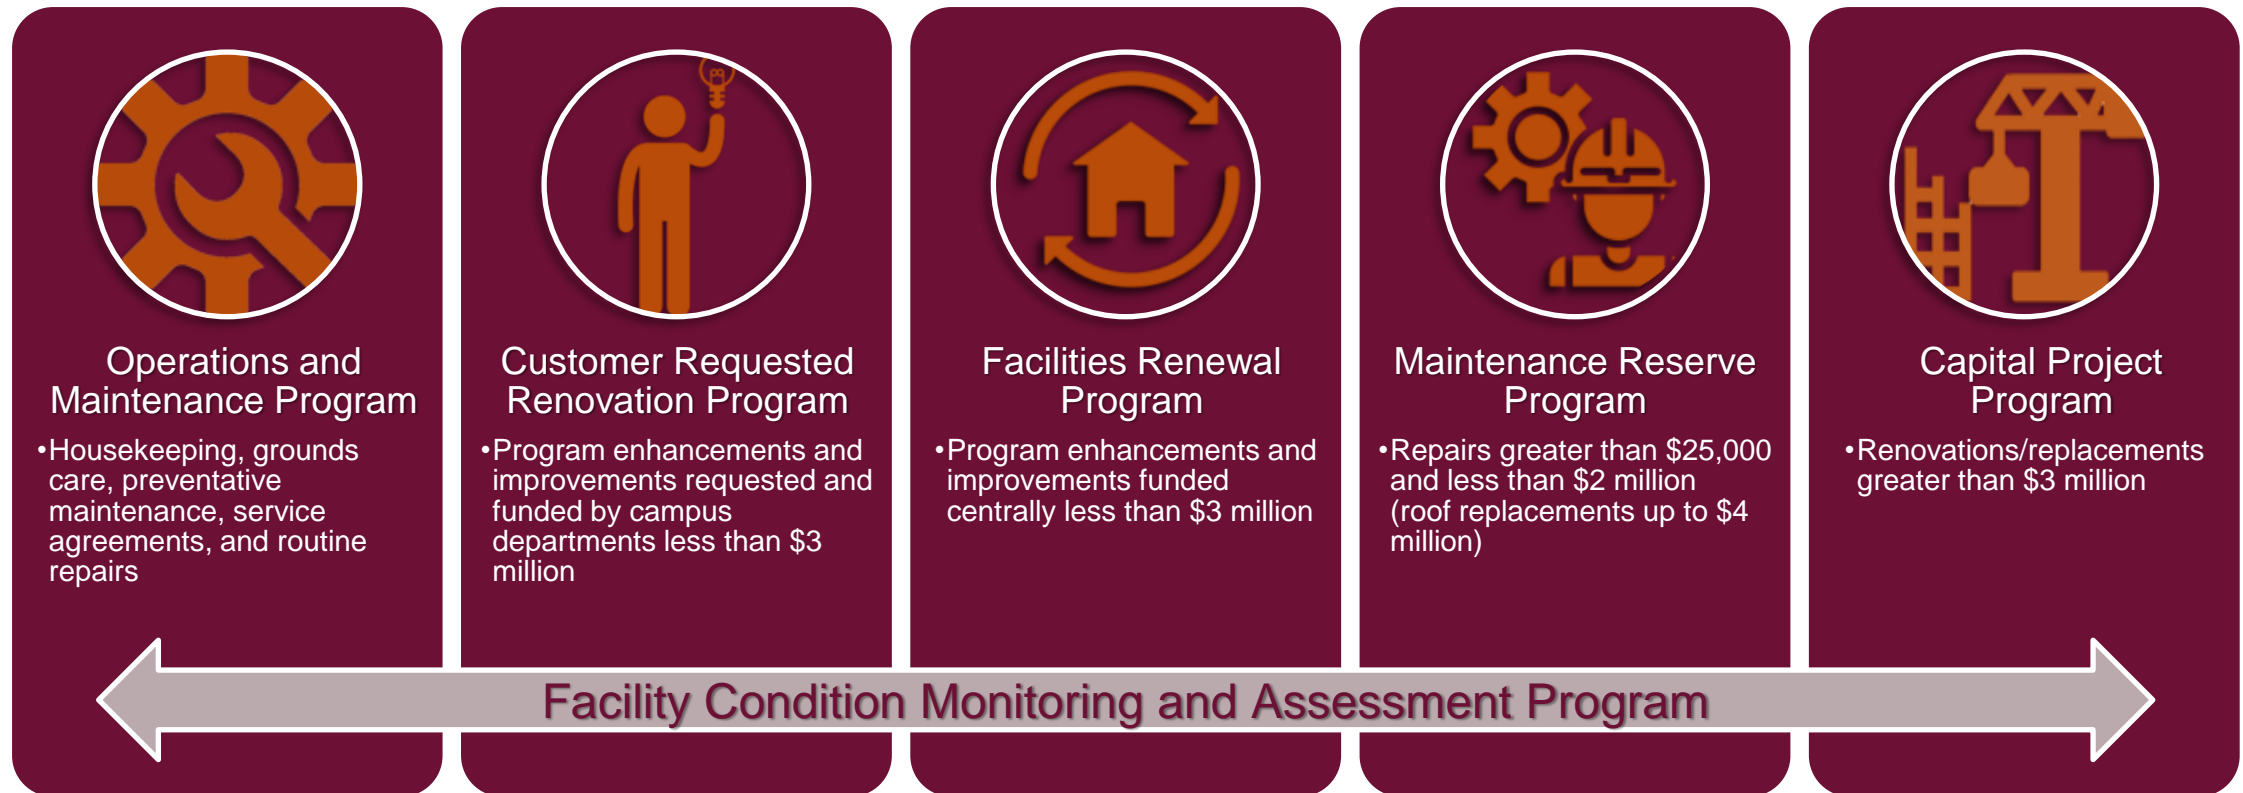 Operations and
Maintenance Program
•Housekeeping, grounds
care, preventative
maintenance, service
agreements, and routine
repairs
Customer Requested
Renovation Program
•Program enhancements and
improvements requested and
funded by campus
departments less than $3
million
Facilities Renewal
Program
•Program enhancements and
improvements funded
centrally less than $3 million
Maintenance Reserve
Program
•Repairs greater than $25,000
and less than $2 million
(roof replacements up to $4
million)
Capital Project
Program
•Renovations/replacements
greater than $3 million
Facility Condition Monitoring and Assessment Program